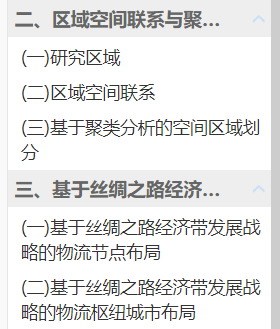 二、区域空间联系与聚...
(一)研究区域
(二)区域空间联系
(三)基于聚类分析的空间区域划
分
三、基于丝绸之路经济...
(一)基于丝绸之路经济带发展战
略的物流节点布局
(二)基于丝绸之路经济带发展战
略的物流枢纽城市布局